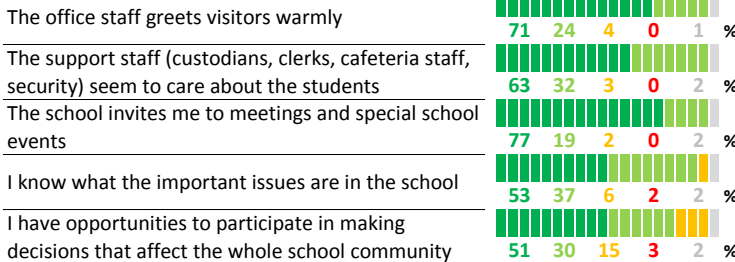 The office staff greets visitors warmly
71 24 4 0 1 %
The support staff (custodians, clerks, cafeteria staff,
security) seem to care about the students
63 32 3 0 2 %
The school invites me to meetings and special school
events
77 19 2 0 2 %
I know what the important issues are in the school
53 37 6 2 2 %
I have opportunities to participate in making
decisions that affect the whole school community
51 30 15 3 2 %